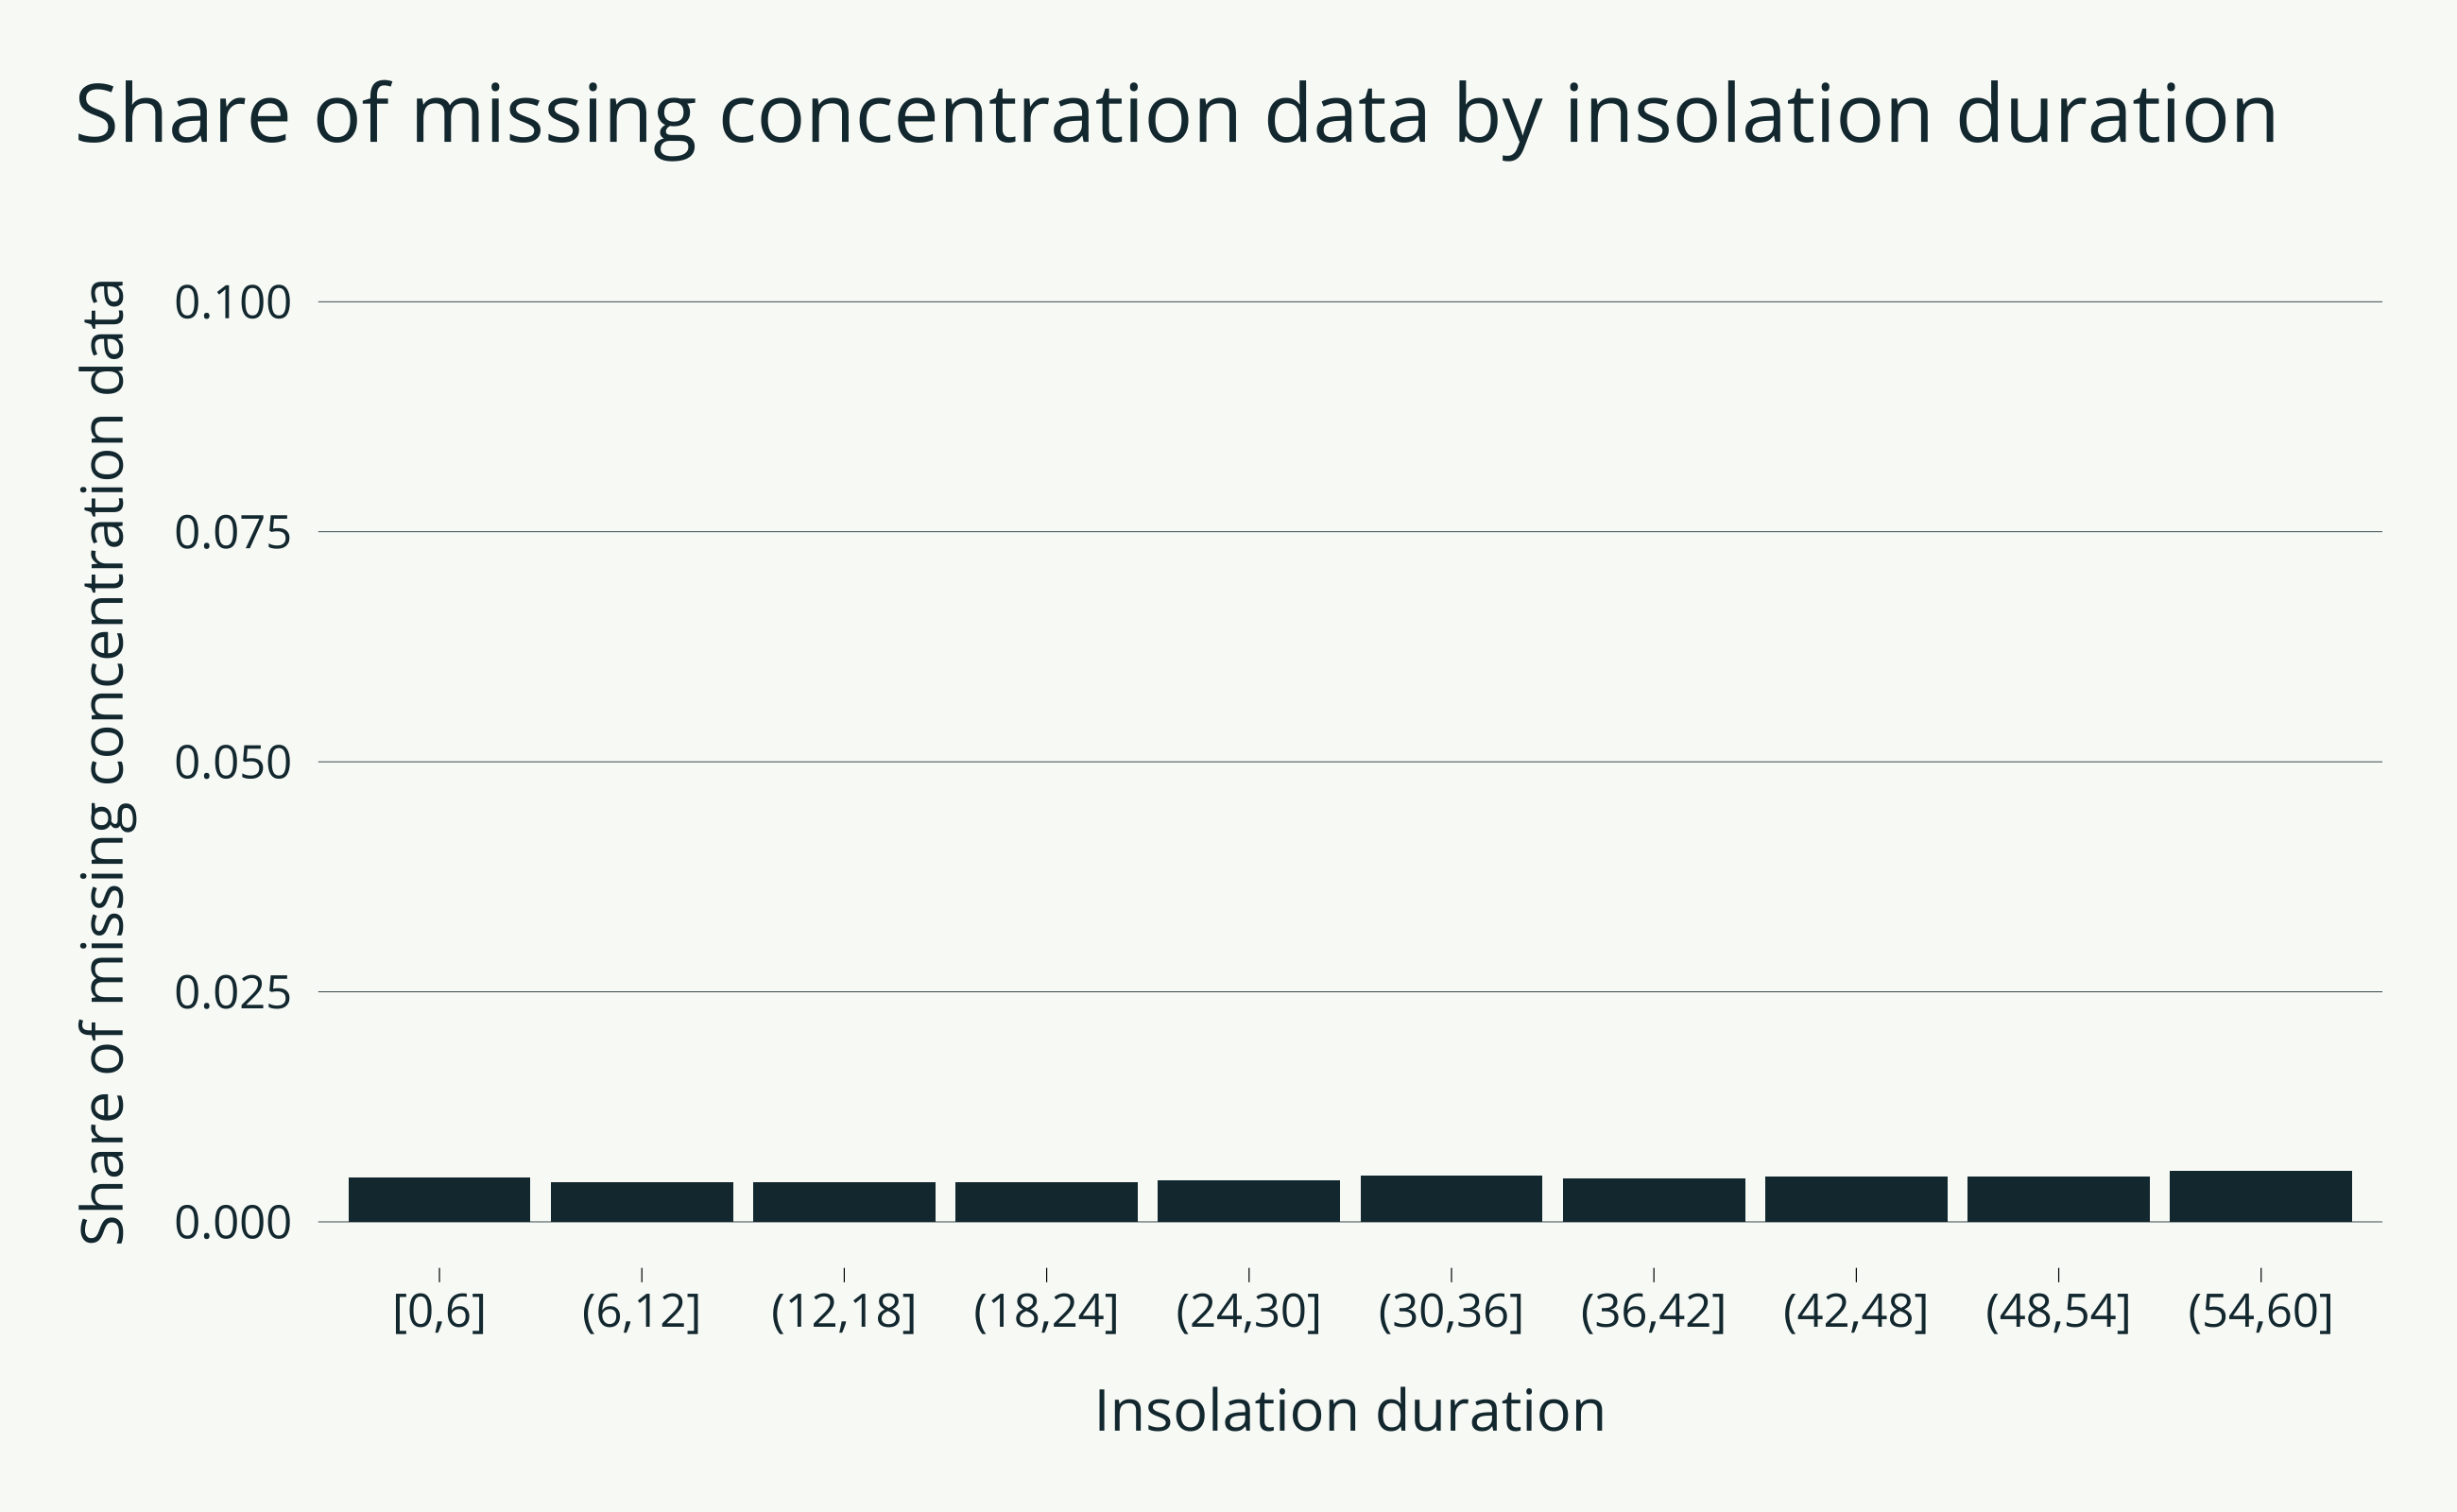 Share of missing concentration data by insolation duration
Share of missing concentration data
0.100
0.075
0.050
0.025
0.000
[0,6] (6,12] (12,18] (18,24] (24,30] (30,36] (36,42] (42,48] (48,54] (54,60]
Insolation duration